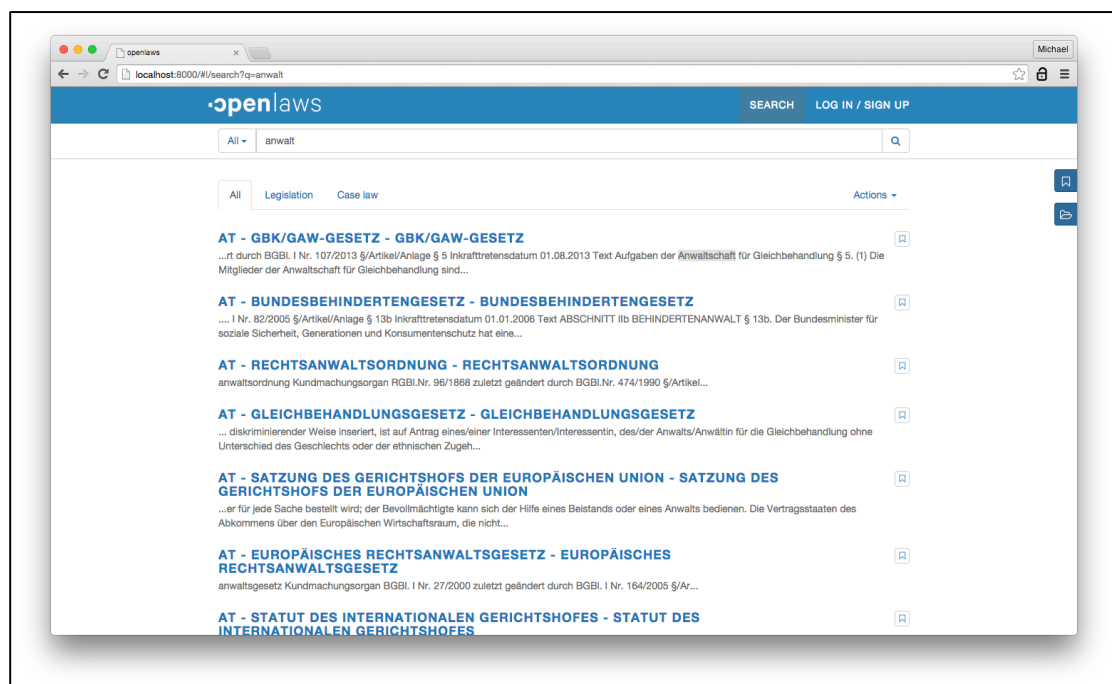 openlaws
Michael
localhost:8000/#!/search?q=anwalt
openlaws
SEARCH
LOG IN / SIGN UP
All
anwalt
All
Legislation
Case law
Actions
AT - GBK/GAW-GESETZ - GBK/GAW-GESETZ
...rt durch BGBl. I Nr. 107/2013 §/Artikel/Anlage § 5 Inkrafttretensdatum 01.08.2013 Text Aufgaben der Anwaltschaft für Gleichbehandlung § 5. (1) Die
Mitglieder der Anwaltschaft für Gleichbehandlung sind...
AT - BUNDESBEHINDERTENGESETZ - BUNDESBEHINDERTENGESETZ
.... I Nr. 82/2005 §/Artikel/Anlage § 13b Inkrafttretensdatum 01.01.2006 Text ABSCHNITT IIb BEHINDERTENANWALT § 13b. Der Bundesminister für
soziale Sicherheit, Generationen und Konsumentenschutz hat eine...
AT - RECHTSANWALTSORDNUNG - RECHTSANWALTSORDNUNG
anwaltsordnung Kundmachungsorgan RGBl.Nr. 96/1868 zuletzt geändert durch BGBl.Nr. 474/1990 §/Artikel...
AT - GLEICHBEHANDLUNGSGESETZ - GLEICHBEHANDLUNGSGESETZ
... diskriminierender Weise inseriert, ist auf Antrag eines/einer Interessenten/Interessentin, des/der Anwalts/Anwältin für die Gleichbehandlung ohne
Unterschied des Geschlechts oder der ethnischen Zugeh...
AT - SATZUNG DES GERICHTSHOFS DER EUROPÄISCHEN UNION - SATZUNG DES
GERICHTSHOFS DER EUROPÄISCHEN UNION
...er für jede Sache bestellt wird; der Bevollmächtigte kann sich der Hilfe eines Beistands oder eines Anwalts bedienen. Die Vertragsstaaten des
Abkommens über den Europäischen Wirtschaftsraum, die nicht...
AT - EUROPÄISCHES RECHTSANWALTSGESETZ - EUROPÄISCHES
RECHTSANWALTSGESETZ
anwaltsgesetz Kundmachungsorgan BGBl. I Nr. 27/2000 zuletzt geändert durch BGBl. I Nr. 164/2005 §/Ar...
AT - STATUT DES INTERNATIONALEN GERICHTSHOFES - STATUT DES
INTERNATIONALEN GERICHTSHOFES